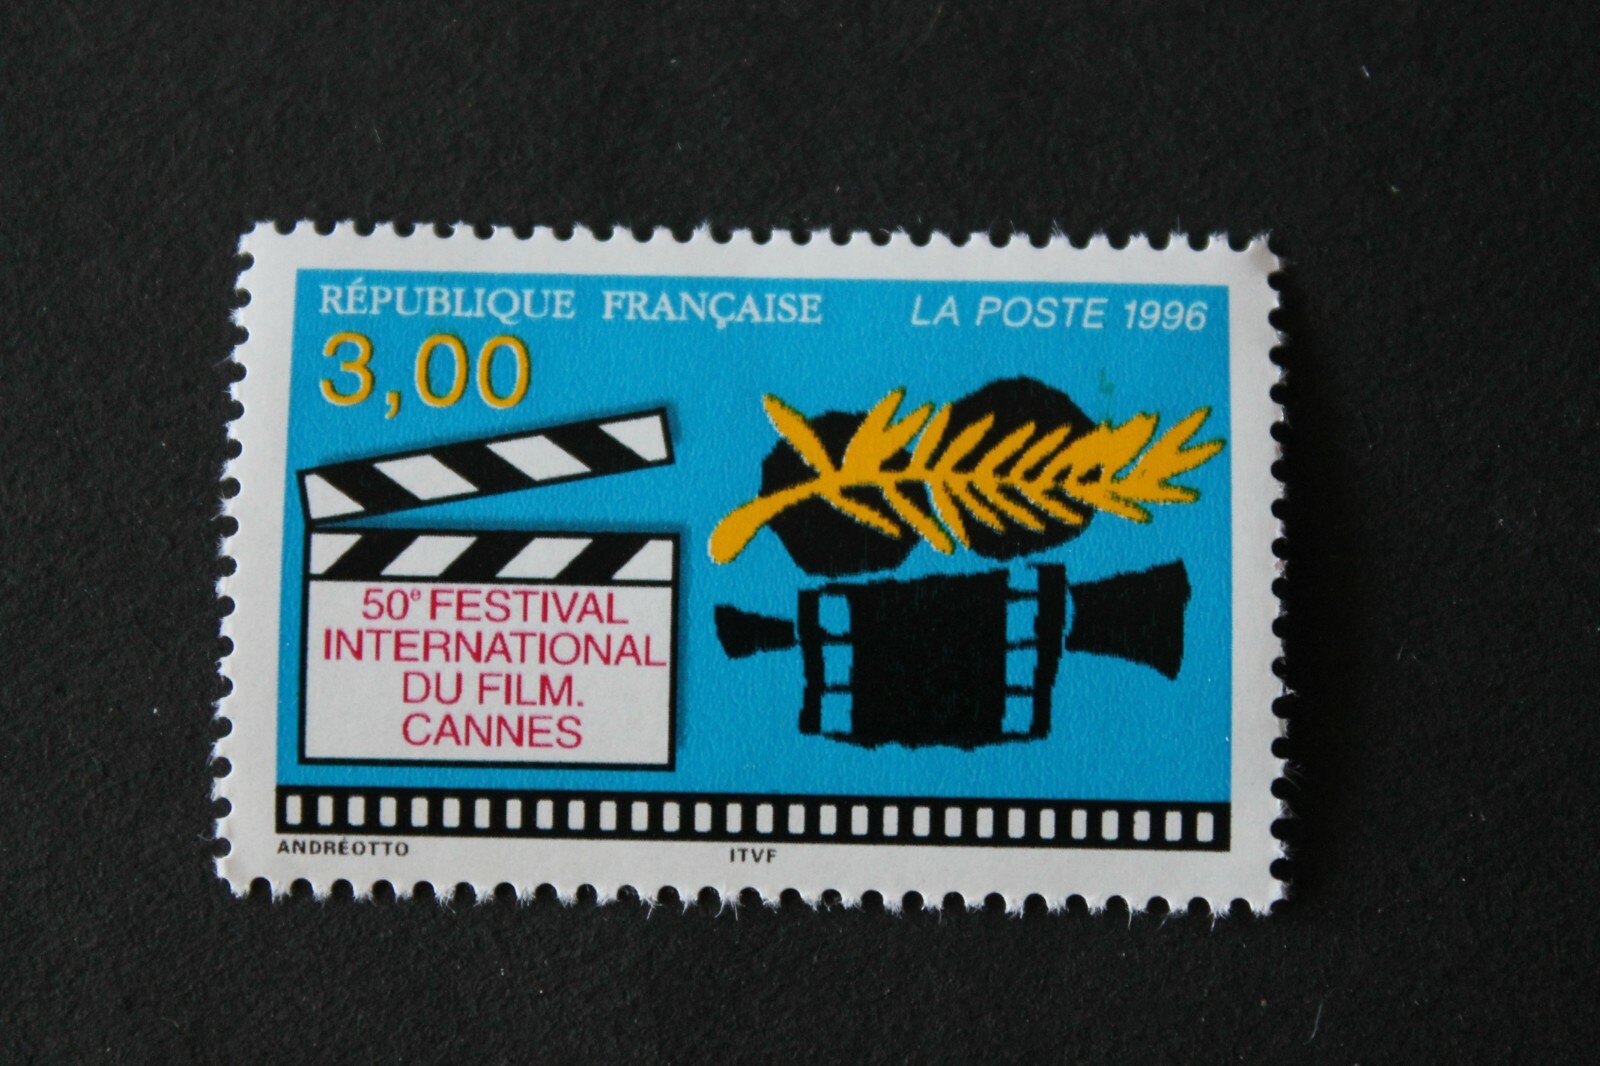 RÉPUBLIQUE FRANÇAISE LA POSTE 1996
3,00
50e FESTIVAL
INTERNATIONAL
DU FILM.
CANNES
ANDRÉOTTO ITVF